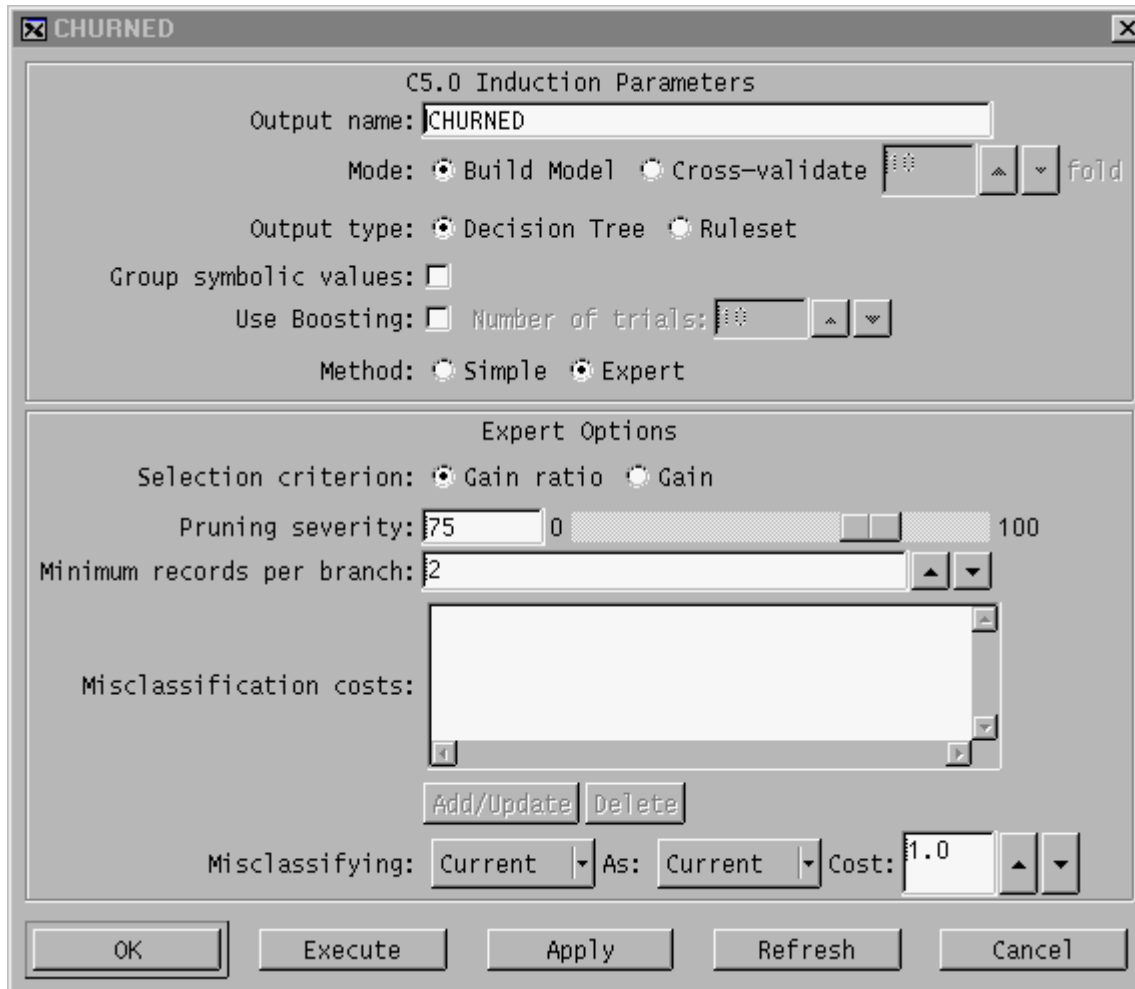 CHURNED
C5.0 Induction Parameters
Output name: CHURNED
Mode: Build Model Cross-validate 10 fold
Output type: Decision Tree Ruleset
Group symbolic values:
Use Boosting: Number of trials: 10
Method: Simple Expert
Expert Options
Selection criterion: Gain ratio Gain
Pruning severity: 75 0 100
Minimum records per branch: 2
Misclassification costs:
Add/Update Delete
Misclassifying: Current As: Current Cost: 1.0
OK Execute Apply Refresh Cancel